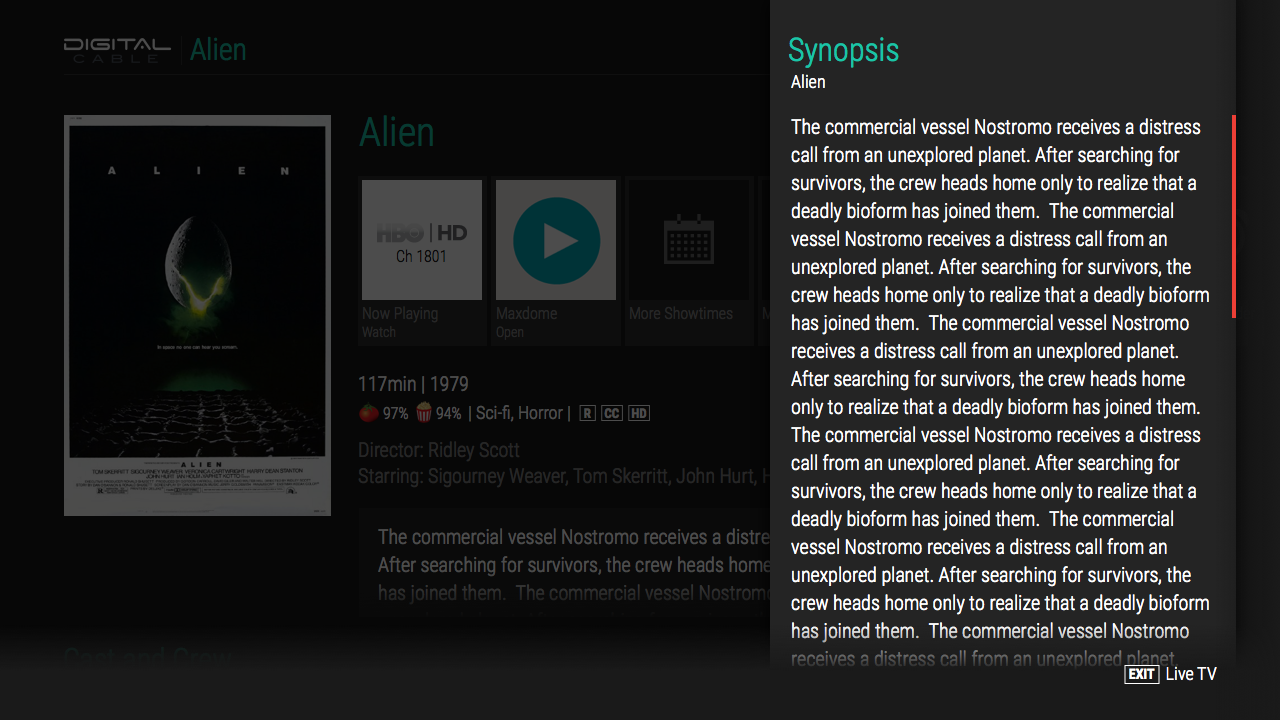 DIGITAL
CABLE
Alien
A L I E N
In space no one can hear you scream.
A L I E N
TOM SKERRITT SIGOURNEY WEAVER VERONICA CARTWRIGHT HARRY DEAN STANTON
Alien
HBO | HD
Ch 1801
Now Playing
Watch
Maxdome
Open
More Showtimes
M
117min | 1979
97% 94% | Sci-fi, Horror | R CC HD
Director: Ridley Scott
Starring: Sigourney Weaver, Tom Skerritt, John Hurt, H
The commercial vessel Nostromo receives a distre
After searching for survivors, the crew heads home
has joined them. The commercial vessel Nostromo
Cast and Crew
Synopsis
Alien
The commercial vessel Nostromo receives a distress
call from an unexplored planet. After searching for
survivors, the crew heads home only to realize that a
deadly bioform has joined them. The commercial
vessel Nostromo receives a distress call from an
unexplored planet. After searching for survivors, the
crew heads home only to realize that a deadly bioform
has joined them. The commercial vessel Nostromo
receives a distress call from an unexplored planet.
After searching for survivors, the crew heads home
only to realize that a deadly bioform has joined them.
The commercial vessel Nostromo receives a distress
call from an unexplored planet. After searching for
survivors, the crew heads home only to realize that a
deadly bioform has joined them. The commercial
vessel Nostromo receives a distress call from an
unexplored planet. After searching for survivors, the
crew heads home only to realize that a deadly bioform
has joined them. The commercial vessel Nostromo
receives a distress call from an unexplored planet.
EXIT Live TV